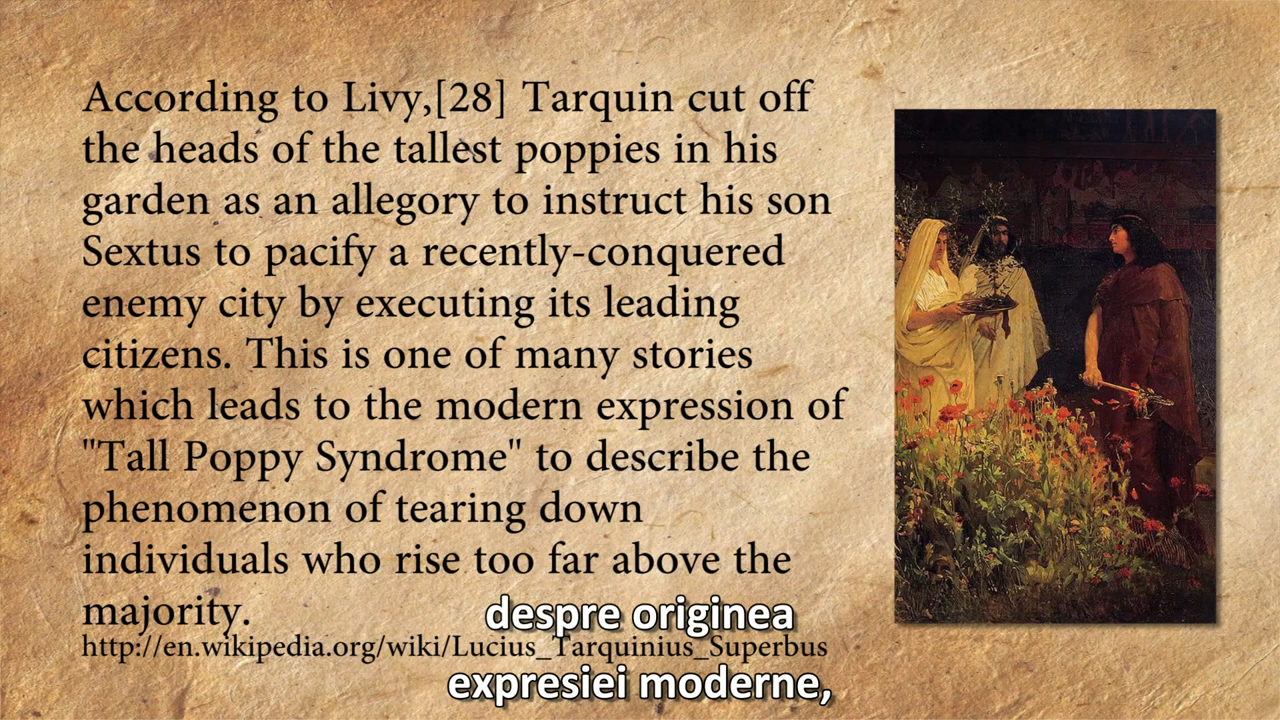 According to Livy,[28] Tarquin cut off
the heads of the tallest poppies in his
garden as an allegory to instruct his son
Sextus to pacify a recently-conquered
enemy city by executing its leading
citizens. This is one of many stories
which leads to the modern expression of
"Tall Poppy Syndrome" to describe the
phenomenon of tearing down
individuals who rise too far above the
majority.
http://en.wikipedia.org/wiki/Lucius_Tarquinius_Superbus
despre originea
expresiei moderne,